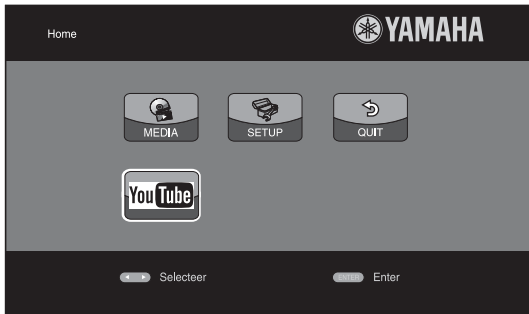 Home
YAMAHA
MEDIA
SETUP
QUIT
YouTube
Selecteer
ENTER Enter